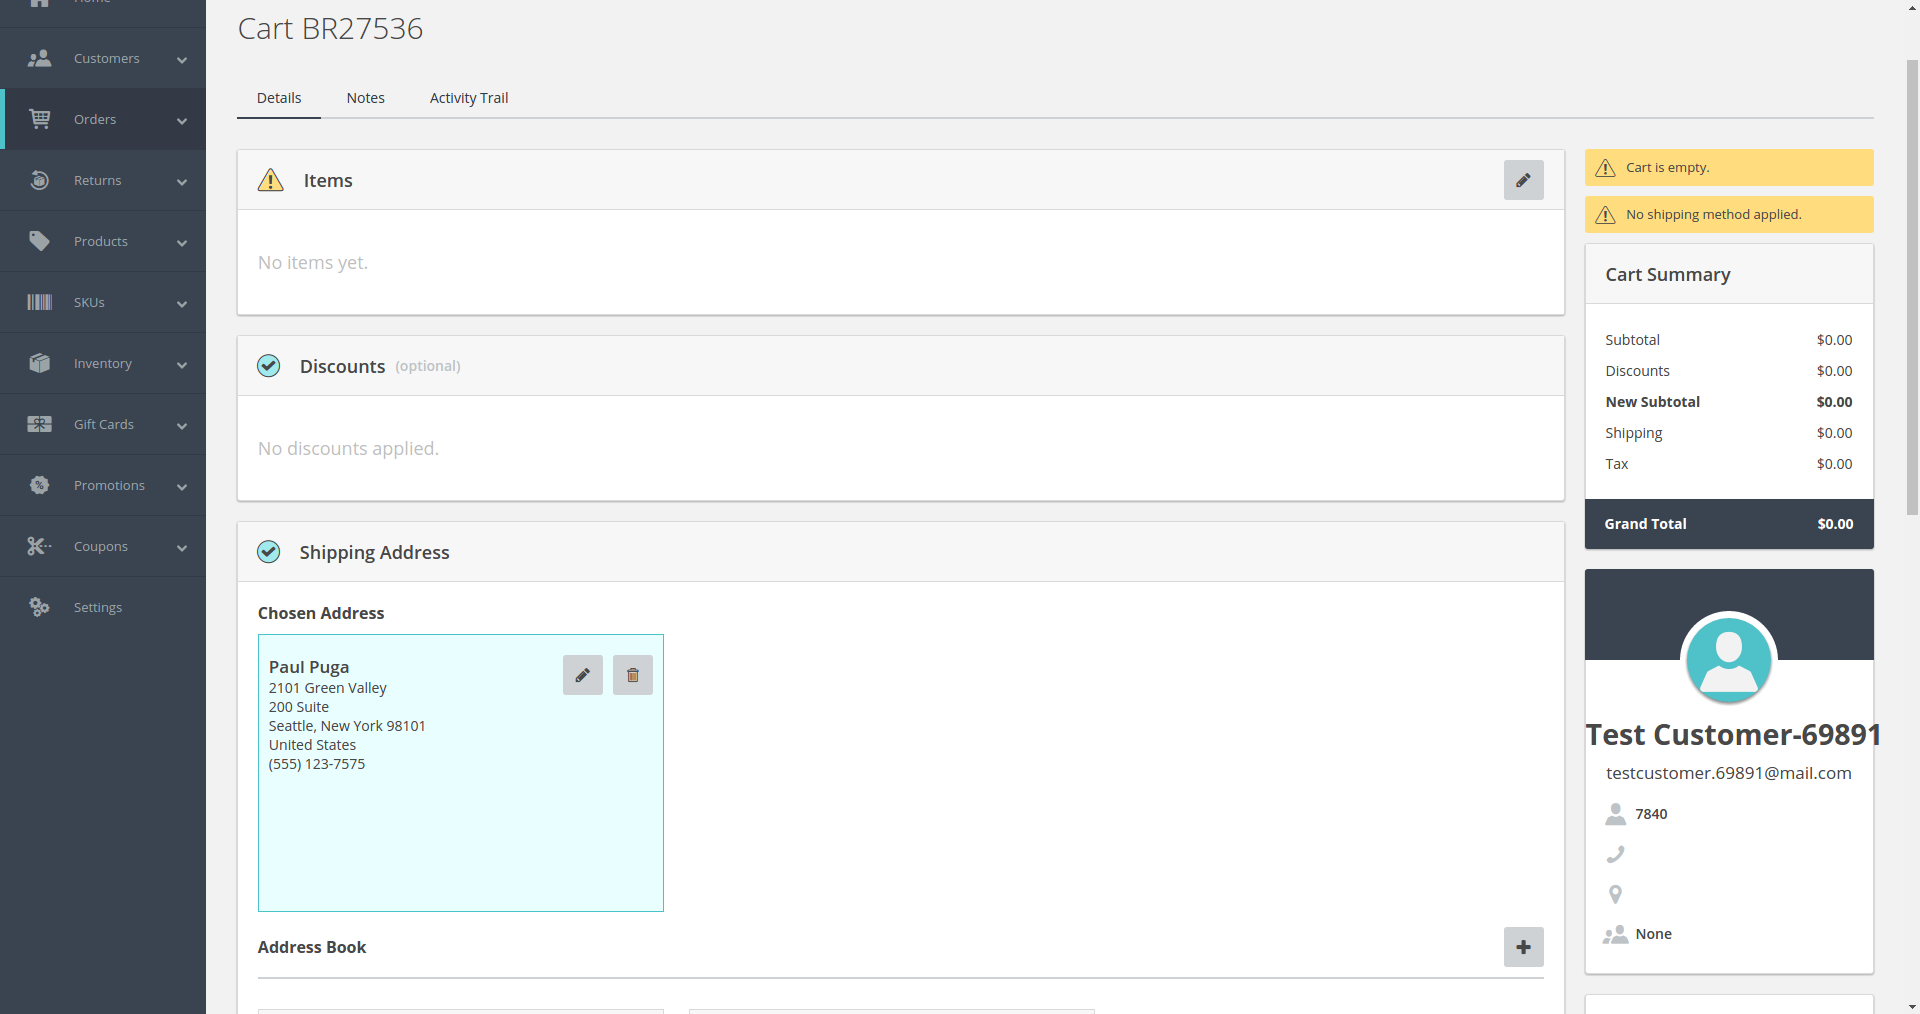 Home
Customers
Orders
Returns
Products
SKUs
Inventory
Gift Cards
Promotions
Coupons
Settings
Cart BR27536
Details
Notes
Activity Trail
Items
No items yet.
Discounts (optional)
No discounts applied.
Shipping Address
Chosen Address
Paul Puga
2101 Green Valley
200 Suite
Seattle, New York 98101
United States
(555) 123-7575
Address Book
Cart is empty.
No shipping method applied.
Cart Summary
Subtotal $0.00
Discounts $0.00
New Subtotal $0.00
Shipping $0.00
Tax $0.00
Grand Total $0.00
Test Customer-69891
testcustomer.69891@mail.com
7840
None